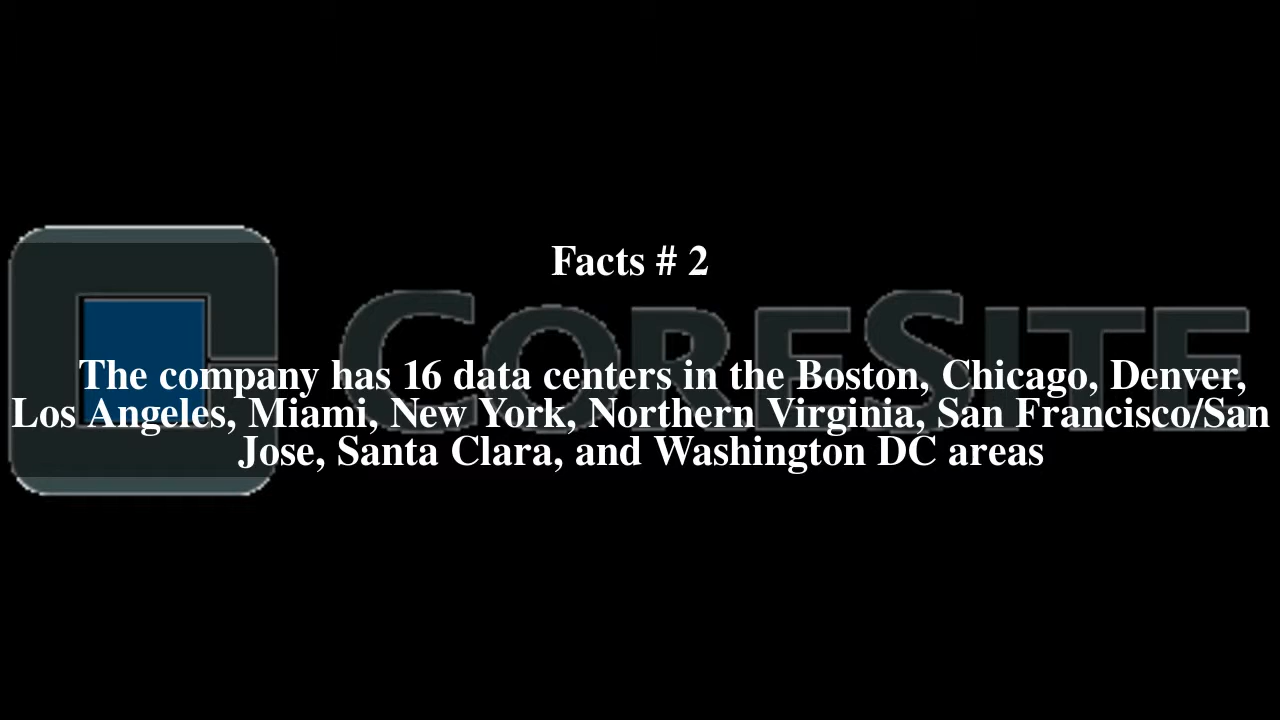 Facts # 2
CORESITE
The company has 16 data centers in the Boston, Chicago, Denver,
Los Angeles, Miami, New York, Northern Virginia, San Francisco/San
Jose, Santa Clara, and Washington DC areas